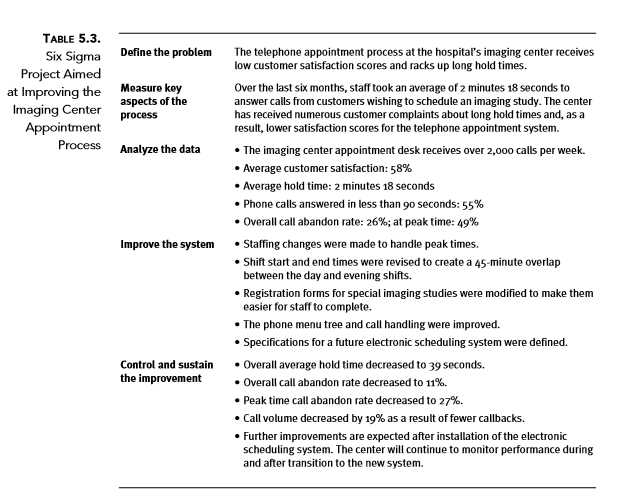 TABLE 5.3.
Six Sigma
Project Aimed
at Improving the
Imaging Center
Appointment
Process
Define the problem
The telephone appointment process at the hospital's imaging center receives
low customer satisfaction scores and racks up long hold times.
Measure key
aspects of the
process
Over the last six months, staff took an average of 2 minutes 18 seconds to
answer calls from customers wishing to schedule an imaging study. The center
has received numerous customer complaints about long hold times and, as a
result, lower satisfaction scores for the telephone appointment system.
Analyze the data
• The imaging center appointment desk receives over 2,000 calls per week.
• Average customer satisfaction: 58%
• Average hold time: 2 minutes 18 seconds
• Phone calls answered in less than 90 seconds: 55%
• Overall call abandon rate: 26%; at peak time: 49%
Improve the system
• Staffing changes were made to handle peak times.
• Shift start and end times were revised to create a 45-minute overlap
between the day and evening shifts.
• Registration forms for special imaging studies were modified to make them
easier for staff to complete.
• The phone menu tree and call handling were improved.
• Specifications for a future electronic scheduling system were defined.
Control and sustain
the improvement
• Overall average hold time decreased to 39 seconds.
• Overall call abandon rate decreased to 11%.
• Peak time call abandon rate decreased to 27%.
• Call volume decreased by 19% as a result of fewer callbacks.
• Further improvements are expected after installation of the electronic
scheduling system. The center will continue to monitor performance during
and after transition to the new system.